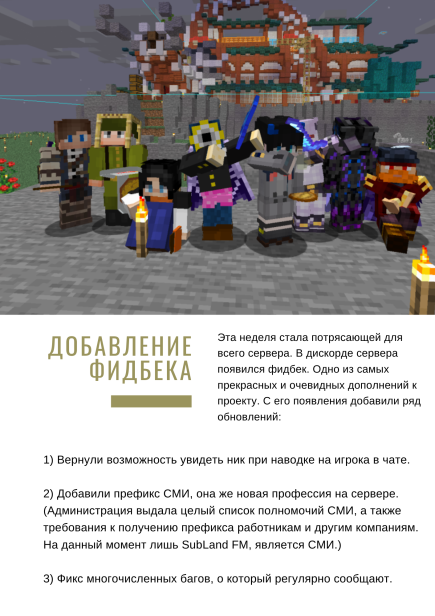 ДОБАВЛЕНИЕ
ФИДБЕКА
Эта неделя стала потрясающей для
всего сервера. В дискорде сервера
появился фидбек. Одно из самых
прекрасных и очевидных дополнений к
проекту. С его появления добавили ряд
обновлений:
1) Вернули возможность увидеть ник при наводке на игрока в чате.
2) Добавили префикс СМИ, она же новая профессия на сервере.
(Администрация выдала целый список полномочий СМИ, а также
требования к получению префикса работникам и другим компаниям.
На данный момент лишь SubLand FM, является СМИ.)
3) Фикс многочисленных багов, о который регулярно сообщают.